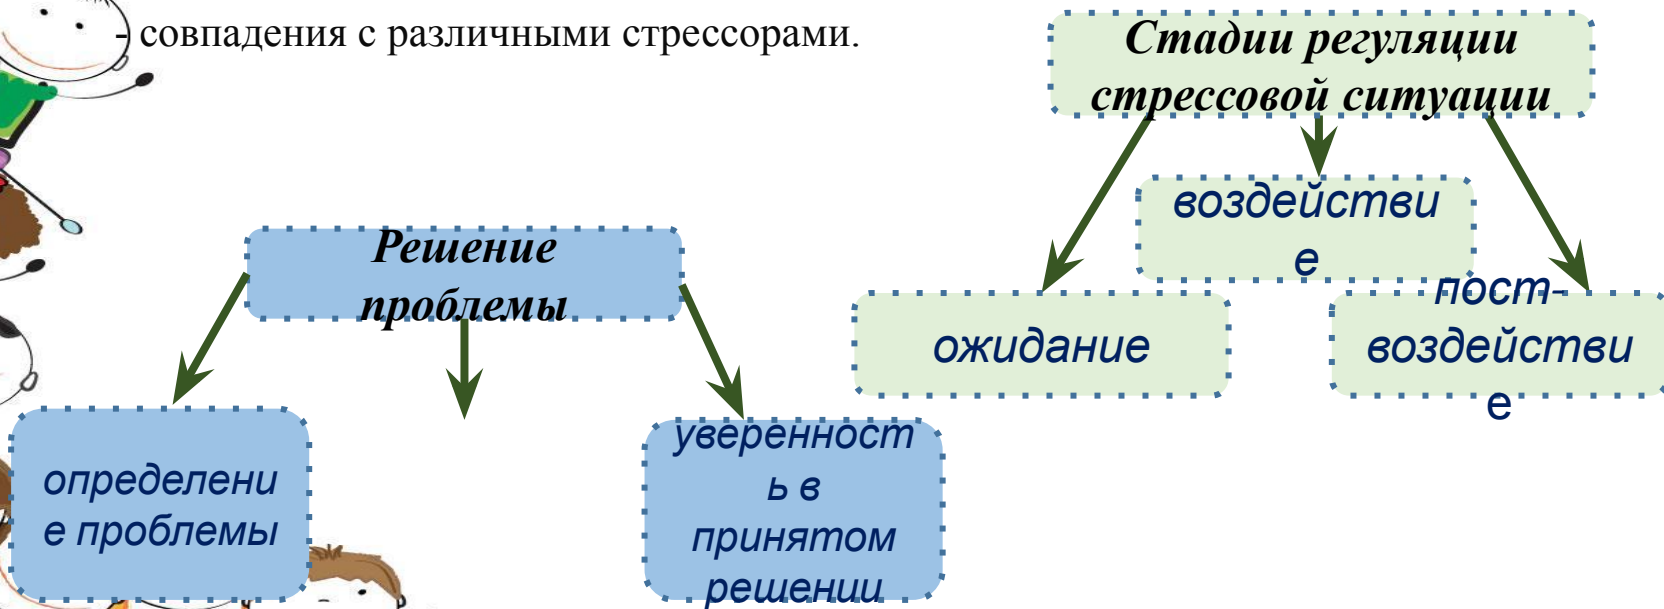 - совпадения с различными стрессорами.
Стадии регуляции
стрессовой ситуации
воздействи
е
ожидание
пост-
воздействи
е
Решение
проблемы
определени
е проблемы
уверенност
ь в
принятом
решении